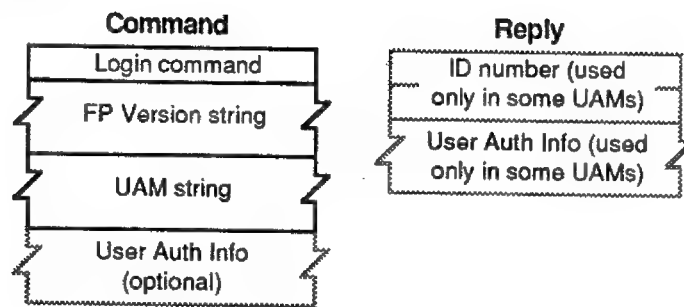 Command
Login command
FP Version string
UAM string
User Auth Info
(optional)
Reply
ID number (used
only in some UAMs)
User Auth Info (used
only in some UAMs)